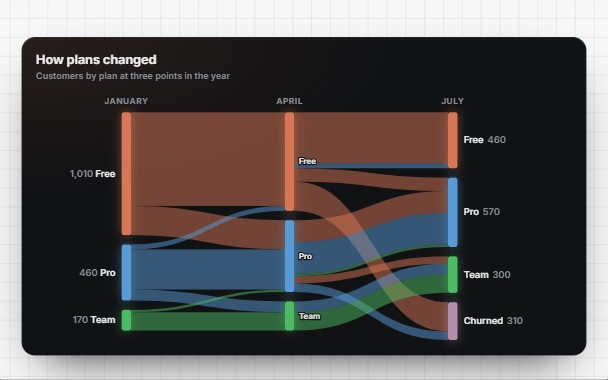 How plans changed
Customers by plan at three points in the year
JANUARY APRIL JULY
Free 460
Free
1,010 Free
Pro 570
Pro
460 Pro
Team 300
Team
170 Team
Churned 310